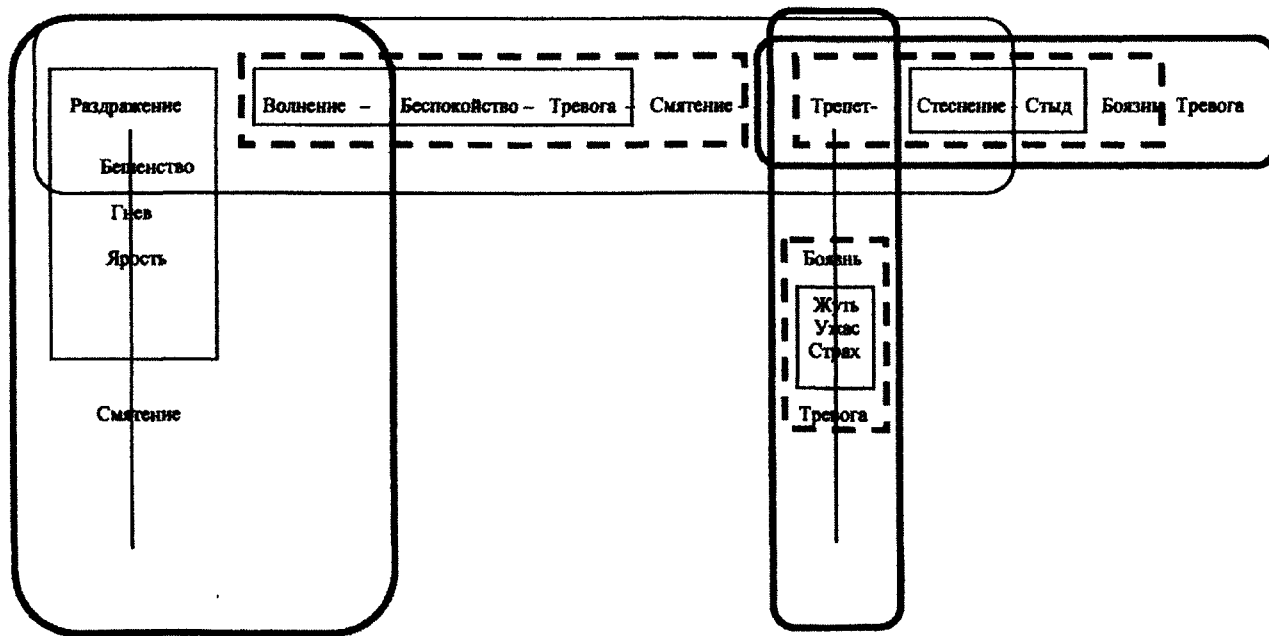 Раздражение Волнение – Беспокойство – Тревога – Смятение – Трепет- Стеснение - Стыд Боязнь Тревога
Бешенство
Гнев
Ярость
Боязнь
Жуть
Ужас
Страх
Смятение
Тревога